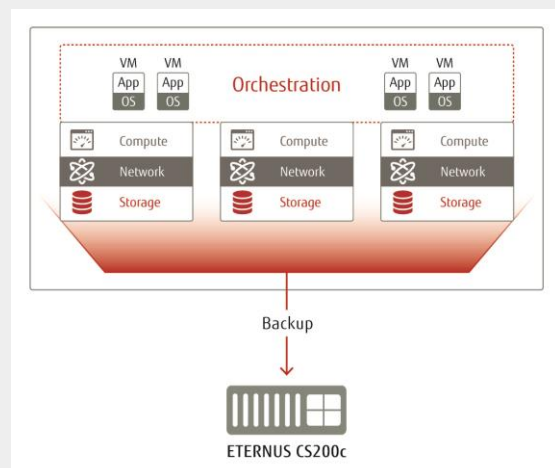 VM VM VM VM
App App Orchestration App App
OS OS OS OS
Compute Compute Compute
Network Network Network
Storage Storage Storage
Backup
ETERNUS CS200c